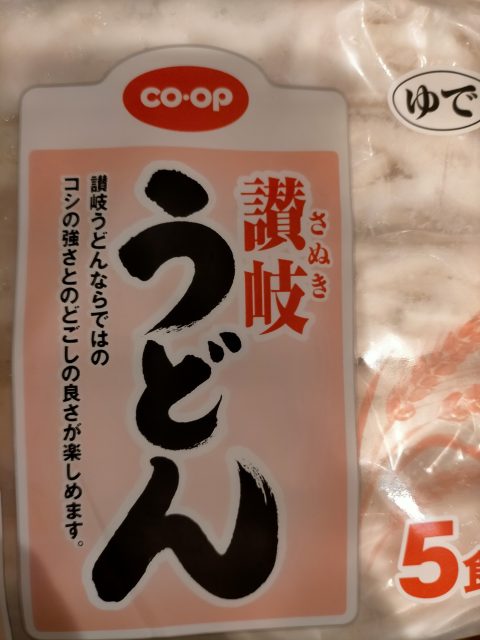 CO·OP
ゆで
讃岐
さぬき
うどん
讃岐うどんならではの
コシの強さとのどごしの良さが楽しめます。
5食